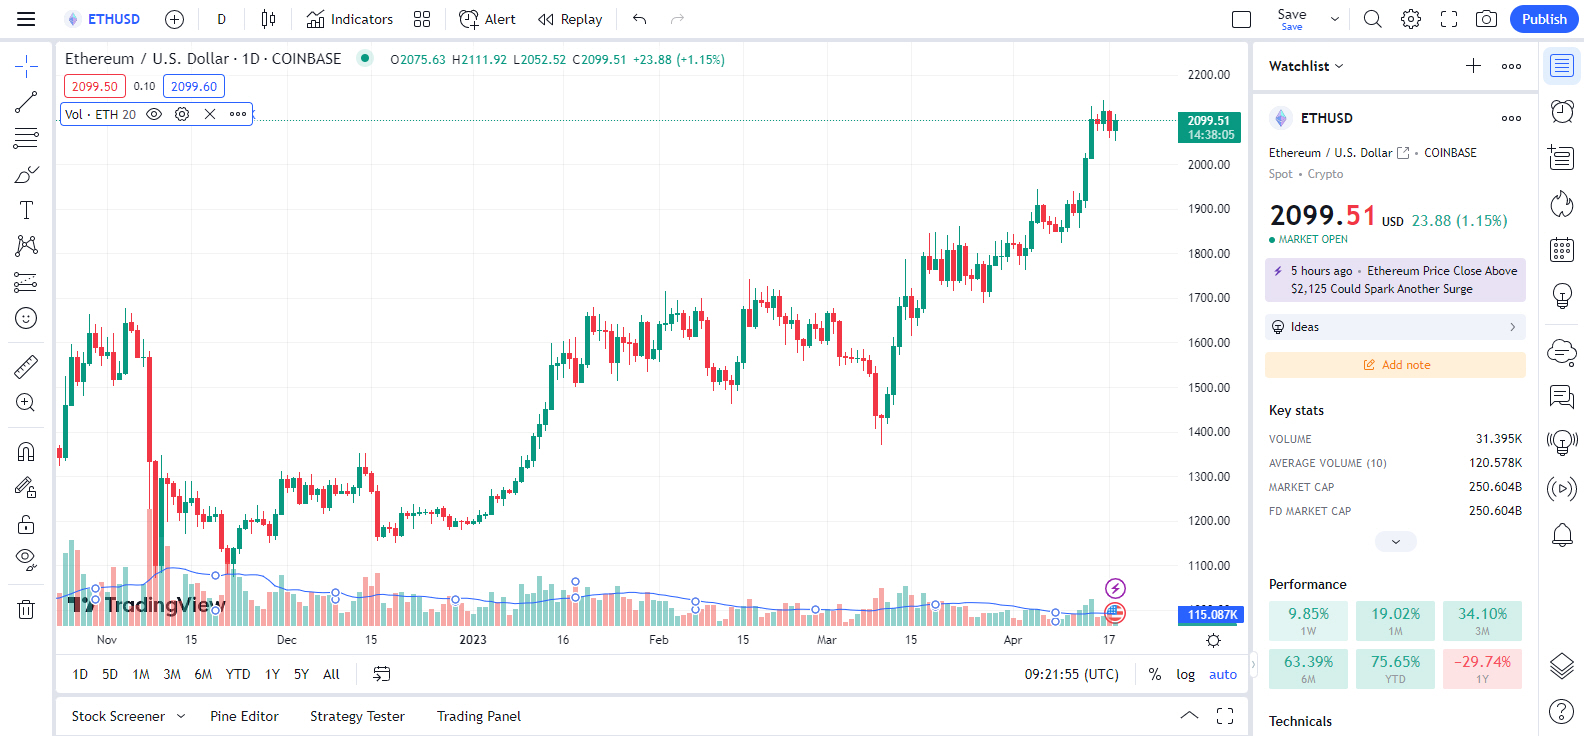 ETHUSD
D
Indicators
Alert
Replay
Save
Save
Publish
Ethereum / U.S. Dollar · 1D · COINBASE
O2075.63 H2111.92 L2052.52 C2099.51 +23.88 (+1.15%)
2099.50 0.10 2099.60
Vol · ETH 20
2200.00
2099.51
14:38:05
2000.00
1900.00
1800.00
1700.00
1600.00
1500.00
1400.00
1300.00
1200.00
1100.00
115.087K
TradingView
Nov 15 Dec 15 2023 16 Feb 15 Mar 15 Apr 17
1D 5D 1M 3M 6M YTD 1Y 5Y All
09:21:55 (UTC) % log auto
Stock Screener Pine Editor Strategy Tester Trading Panel
Watchlist
ETHUSD
Ethereum / U.S. Dollar • COINBASE
Spot • Crypto
2099.51 USD 23.88 (1.15%)
MARKET OPEN
5 hours ago • Ethereum Price Close Above
$2,125 Could Spark Another Surge
Ideas
Add note
Key stats
VOLUME 31.395K
AVERAGE VOLUME (10) 120.578K
MARKET CAP 250.604B
FD MARKET CAP 250.604B
Performance
9.85% 19.02% 34.10%
1W 1M 3M
63.39% 75.65% −29.74%
6M YTD 1Y
Technicals